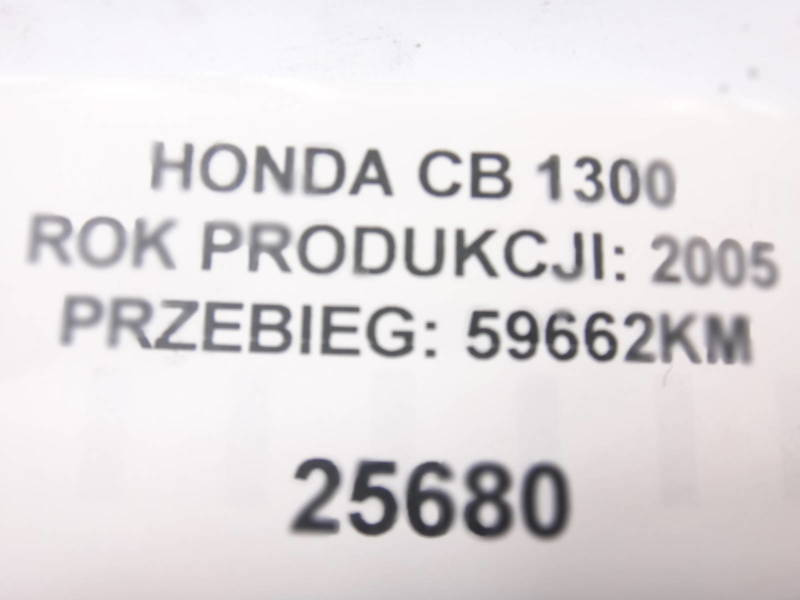 HONDA CB 1300
ROK PRODUKCJI: 2005
PRZEBIEG: 59662KM
25680